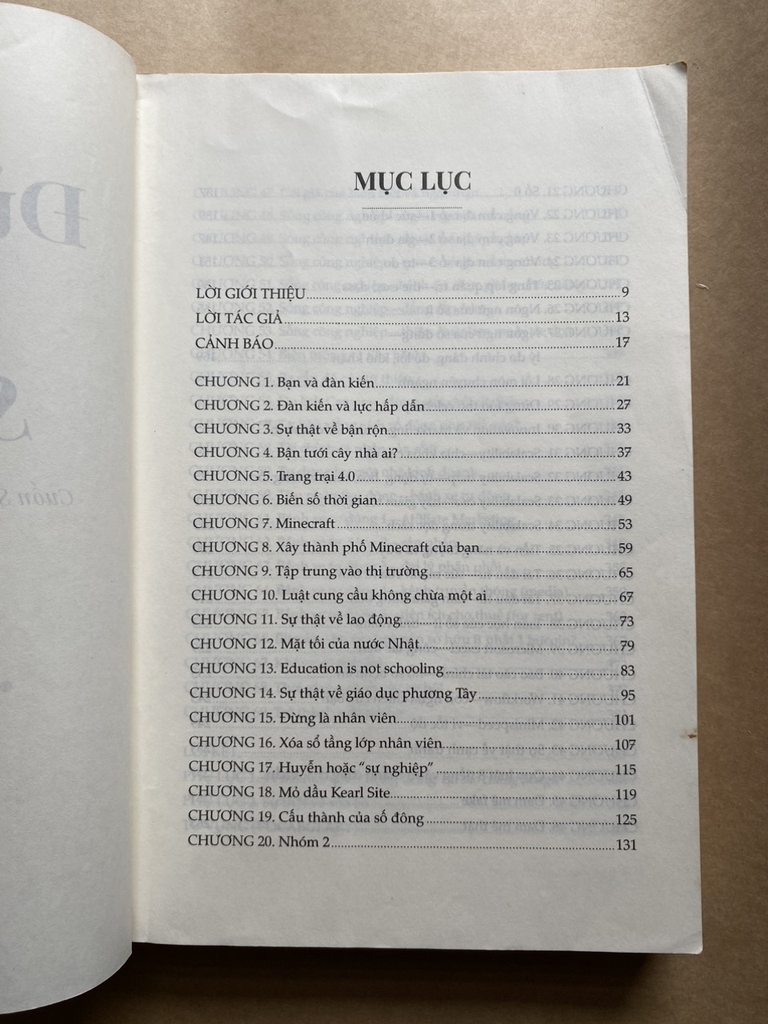 MỤC LỤC
LỜI GIỚI THIỆU 9
LỜI TÁC GIẢ 13
CẢNH BÁO 17
CHƯƠNG 1. Bạn và đàn kiến 21
CHƯƠNG 2. Đàn kiến và lực hấp dẫn 27
CHƯƠNG 3. Sự thật về bận rộn 33
CHƯƠNG 4. Bận tưới cây nhà ai? 37
CHƯƠNG 5. Trang trại 4.0 43
CHƯƠNG 6. Biến số thời gian 49
CHƯƠNG 7. Minecraft 53
CHƯƠNG 8. Xây thành phố Minecraft của bạn 59
CHƯƠNG 9. Tập trung vào thị trường 65
CHƯƠNG 10. Luật cung cầu không chừa một ai 67
CHƯƠNG 11. Sự thật về lao động 73
CHƯƠNG 12. Mặt tối của nước Nhật 79
CHƯƠNG 13. Education is not schooling 83
CHƯƠNG 14. Sự thật về giáo dục phương Tây 95
CHƯƠNG 15. Đừng là nhân viên 101
CHƯƠNG 16. Xóa sổ tầng lớp nhân viên 107
CHƯƠNG 17. Huyễn hoặc “sự nghiệp” 115
CHƯƠNG 18. Mỏ dầu Kearl Site 119
CHƯƠNG 19. Cấu thành của số đông 125
CHƯƠNG 20. Nhóm 2 131